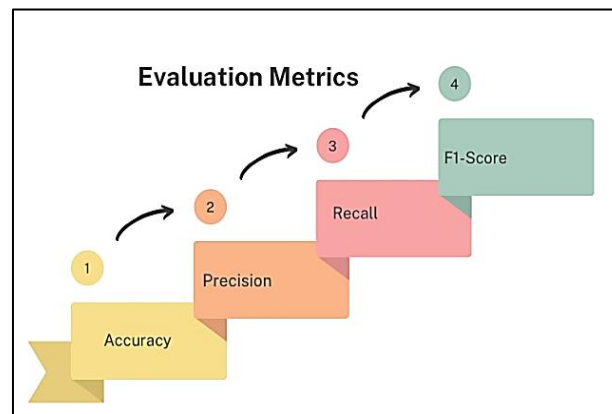 Evaluation Metrics
1
Accuracy
2
Precision
3
Recall
4
F1-Score